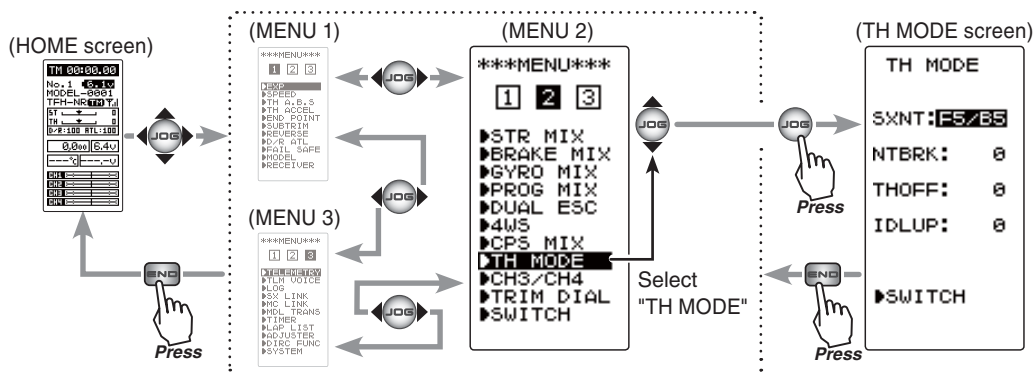 (HOME screen)
TM 00:00.00
No.1 6.1v
MODEL-0001
TFH-NR TM
ST 0
TH 0
D/R:100 ATL:100
0,000 6.4v
---°c ---,-v
CH1
CH2
CH3
CH4
JOG
END
Press
(MENU 1)
***MENU***
1 2 3
EXP
SPEED
TH A.B.S
TH ACCEL
END POINT
SUBTRIM
REVERSE
D/R ATL
FAIL SAFE
MODEL
RECEIVER
JOG
JOG
(MENU 3)
***MENU***
1 2 3
TELEMETRY
TLM VOICE
LOG
SX LINK
MC LINK
MDL TRANS
TIMER
LAP LIST
ADJUSTER
DIRC FUNC
SYSTEM
JOG
(MENU 2)
***MENU***
1 2 3
STR MIX
BRAKE MIX
GYRO MIX
PROG MIX
DUAL ESC
4WS
CPS MIX
TH MODE
CH3/CH4
TRIM DIAL
SWITCH
JOG
Select
"TH MODE"
JOG
Press
END
Press
(TH MODE screen)
TH MODE
SXNT:F5/B5
NTBRK: 0
THOFF: 0
IDLUP: 0
SWITCH